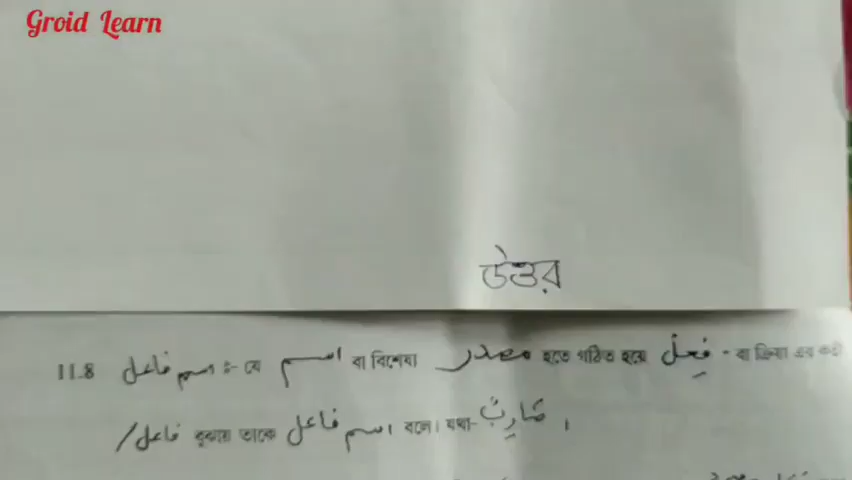 Groid Learn
উত্তর
11.8 اسم فاعل :- যে اسم বা বিশেষ্য مصدر হতে গঠিত হয়ে فِعل - বা ক্রিয়া এর কর্তা
/فاعل বুঝায় তাকে اسم فاعل বলে। যথা- ضَارِبٌ ।